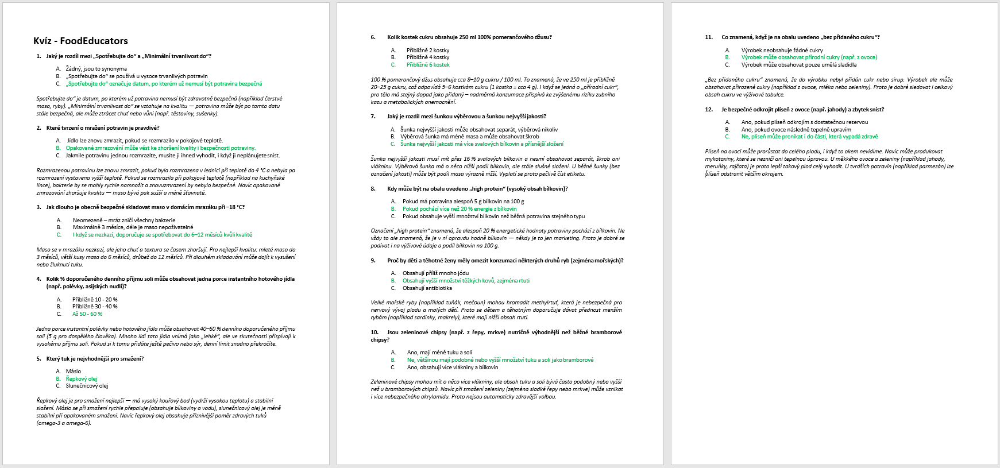 Kvíz - FoodEducators
1. Jaký je rozdíl mezi „Spotřebujte do“ a „Minimální trvanlivost do“?
A. Žádný, jsou to synonyma
B. „Spotřebujte do“ se používá u vysoce trvanlivých potravin
C. „Spotřebujte do“ označuje datum, po kterém už nemusí být potravina bezpečná
Spotřebujte do“ je datum, po kterém už potravina nemusí být zdravotně bezpečná (například čerstvé
maso, ryby). „Minimální trvanlivost do“ se vztahuje na kvalitu — potravina může být po tomto datu
stále bezpečná, ale může ztrácet chuť nebo vůni (např. těstoviny, sušenky).
2. Které tvrzení o mražení potravin je pravdivé?
A. Jídlo lze znovu zmrazit, pokud se rozmrazilo v pokojové teplotě.
B. Opakované zmrazování může vést ke zhoršení kvality i bezpečnosti potraviny.
C. Jakmile potravinu jednou rozmrazíte, musíte ji ihned vyhodit, i když ji neplánujete sníst.
Rozmrazenou potravinu lze znovu zmrazit, pokud byla rozmrazena v lednici při teplotě do 4 °C a nebyla po
rozmrazení vystavena vyšší teplotě. Pokud se rozmrazila při pokojové teplotě (například na kuchyňské
lince), bakterie by se mohly rychle namnožit a znovuzmrazení by nebylo bezpečné. Navíc opakované
zmrazování zhoršuje kvalitu — maso bývá pak sušší a méně šťavnaté.
3. Jak dlouho je obecně bezpečné skladovat maso v domácím mrazáku při –18 °C?
A. Neomezeně – mráz zničí všechny bakterie
B. Maximálně 3 měsíce, déle je maso nepoživatelné
C. I když se nezkazí, doporučuje se spotřebovat do 6–12 měsíců kvůli kvalitě
Maso se v mrazáku nezkazí, ale jeho chuť a textura se časem zhoršují. Pro nejlepší kvalitu: mleté maso do
3 měsíců, větší kusy masa do 6 měsíců, drůbež do 12 měsíců. Při dlouhém skladování může dojít k vysušení
nebo žluknutí tuku.
4. Kolik % doporučeného denního příjmu soli může obsahovat jedna porce instantního hotového jídla
(např. polévky, asijských nudlí)?
A. Přibližně 10 - 20 %
B. Přibližně 30 - 40 %
C. Až 50 - 60 %
Jedna porce instantní polévky nebo hotového jídla může obsahovat 40–60 % denního doporučeného příjmu
soli (5 g pro dospělého člověka). Mnoho lidí tato jídla vnímá jako „lehké“, ale ve skutečnosti přispívají k
vysokému příjmu soli. Pokud si k tomu přidáte ještě pečivo nebo sýr, denní limit snadno překročíte.
5. Který tuk je nejvhodnější pro smažení?
A. Máslo
B. Řepkový olej
C. Slunečnicový olej
Řepkový olej je pro smažení nejlepší — má vysoký kouřový bod (vydrží vysokou teplotu) a stabilní
složení. Máslo se při smažení rychle přepaluje (obsahuje bílkoviny a vodu), slunečnicový olej je méně
stabilní při opakovaném smažení. Navíc řepkový olej obsahuje příznivější poměr zdravých tuků
(omega-3 a omega-6).
6. Kolik kostek cukru obsahuje 250 ml 100% pomerančového džusu?
A. Přibližně 2 kostky
B. Přibližně 4 kostky
C. Přibližně 6 kostek
100 % pomerančový džus obsahuje cca 8–10 g cukru / 100 ml. To znamená, že ve 250 ml je přibližně
20–25 g cukru, což odpovídá 5–6 kostkám cukru (1 kostka = cca 4 g). I když se jedná o „přírodní cukr“,
pro tělo má stejný dopad jako přidaný – nadměrná konzumace přispívá ke zvýšenému riziku zubního
kazu a metabolických onemocnění.
7. Jaký je rozdíl mezi šunkou výběrovou a šunkou nejvyšší jakosti?
A. Šunka nejvyšší jakosti může obsahovat separát, výběrová nikoliv
B. Výběrová šunka má méně masa a může obsahovat škrob
C. Šunka nejvyšší jakosti má více svalových bílkovin a přísnější složení
Šunka nejvyšší jakosti musí mít přes 16 % svalových bílkovin a nesmí obsahovat separát, škrob ani
vlákninu. Výběrová šunka má o něco nižší podíl bílkovin, ale stále slušné složení. U běžné šunky (bez
označení jakosti) může být podíl masa výrazně nižší. Vyplatí se proto pečlivě číst etiketu.
8. Kdy může být na obalu uvedeno „high protein“ (vysoký obsah bílkovin)?
A. Pokud má potravina alespoň 5 g bílkovin na 100 g
B. Pokud pochází více než 20 % energie z bílkovin
C. Pokud obsahuje vyšší množství bílkovin než běžná potravina stejného typu
Označení „high protein“ znamená, že alespoň 20 % energetické hodnoty potraviny pochází z bílkovin. Ne
vždy to ale znamená, že je v ní opravdu hodně bílkovin — někdy je to jen marketing. Proto je dobré se
podívat i na výživové údaje a podíl bílkovin na 100 g.
9. Proč by děti a těhotné ženy měly omezit konzumaci některých druhů ryb (zejména mořských)?
A. Obsahují příliš mnoho jódu
B. Obsahují vyšší množství těžkých kovů, zejména rtuti
C. Obsahují antibiotika
Velké mořské ryby (například tuňák, mečoun) mohou hromadit methylrtuť, která je nebezpečná pro
nervový vývoj plodu a malých dětí. Proto se dětem a těhotným doporučuje dávat přednost menším
rybám (například sardinky, makrely), které mají nižší obsah rtuti.
10. Jsou zeleninové chipsy (např. z řepy, mrkve) nutričně výhodnější než běžné bramborové
chipsy?
A. Ano, mají méně tuku a soli
B. Ne, většinou mají podobné nebo vyšší množství tuku a soli jako bramborové
C. Ano, obsahují více vlákniny a bílkovin
Zeleninové chipsy mohou mít o něco více vlákniny, ale obsah tuku a soli bývá často podobný nebo vyšší
než u bramborových chipsů. Navíc při smažení zeleniny (zejména sladké řepy nebo mrkve) může vznikat
i více nebezpečného akrylamidu. Proto nejsou automaticky zdravější volbou.
11. Co znamená, když je na obalu uvedeno „bez přidaného cukru“?
A. Výrobek neobsahuje žádné cukry
B. Výrobek může obsahovat přírodní cukry (např. z ovoce)
C. Výrobek může obsahovat pouze umělá sladidla
„Bez přidaného cukru“ znamená, že do výrobku nebyl přidán cukr nebo sirup. Výrobek ale může
obsahovat přirozené cukry (například z ovoce, mléka nebo zeleniny). Proto je dobré sledovat i celkový
obsah cukru ve výživové tabulce.
12. Je bezpečné odkrojit plíseň z ovoce (např. jahody) a zbytek sníst?
A. Ano, pokud plíseň odkrojím s dostatečnou rezervou
B. Ano, pokud ovoce následně tepelně upravím
C. Ne, plíseň může pronikat i do části, která vypadá zdravě
Plíseň na ovoci může prorůstat do celého plodu, i když to okem nevidíme. Navíc může produkovat
mykotoxiny, které se nezničí ani tepelnou úpravou. U měkkého ovoce a zeleniny (například jahody,
meruňky, rajčata) je proto lepší takový plod celý vyhodit. U tvrdších potravin (například parmezán) lze
plíseň odstranit větším okrajem.